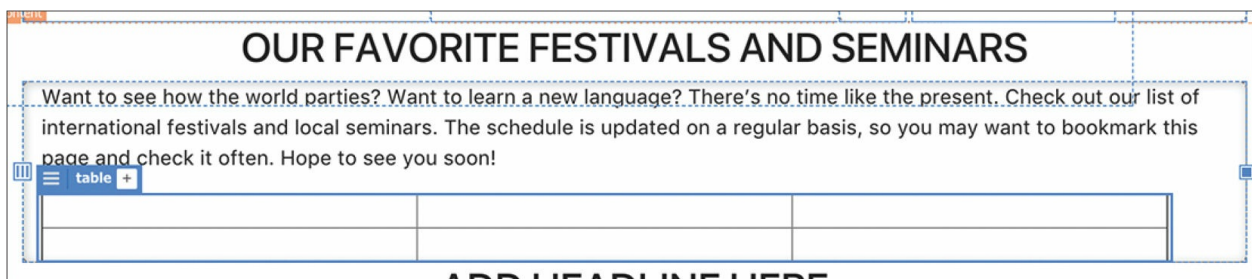 OUR FAVORITE FESTIVALS AND SEMINARS
Want to see how the world parties? Want to learn a new language? There’s no time like the present. Check out our list of
international festivals and local seminars. The schedule is updated on a regular basis, so you may want to bookmark this
page and check it often. Hope to see you soon!
table +
ADD HEADLINE HERE